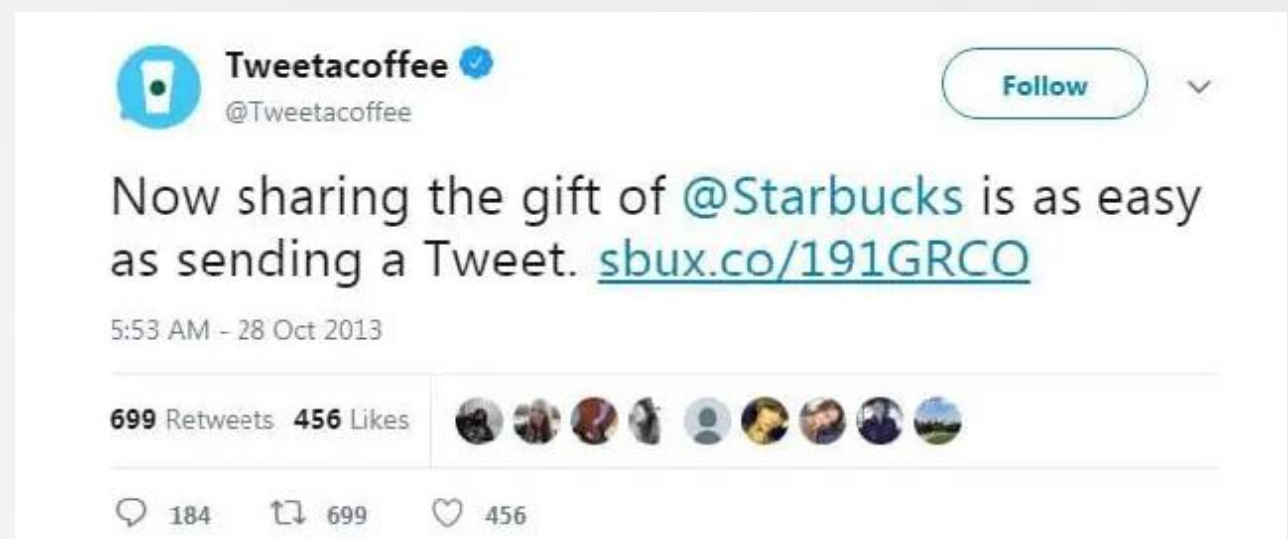 Tweetacoffee
@Tweetacoffee
Follow
Now sharing the gift of @Starbucks is as easy
as sending a Tweet. sbux.co/191GRCO
5:53 AM - 28 Oct 2013
699 Retweets 456 Likes
184 699 456